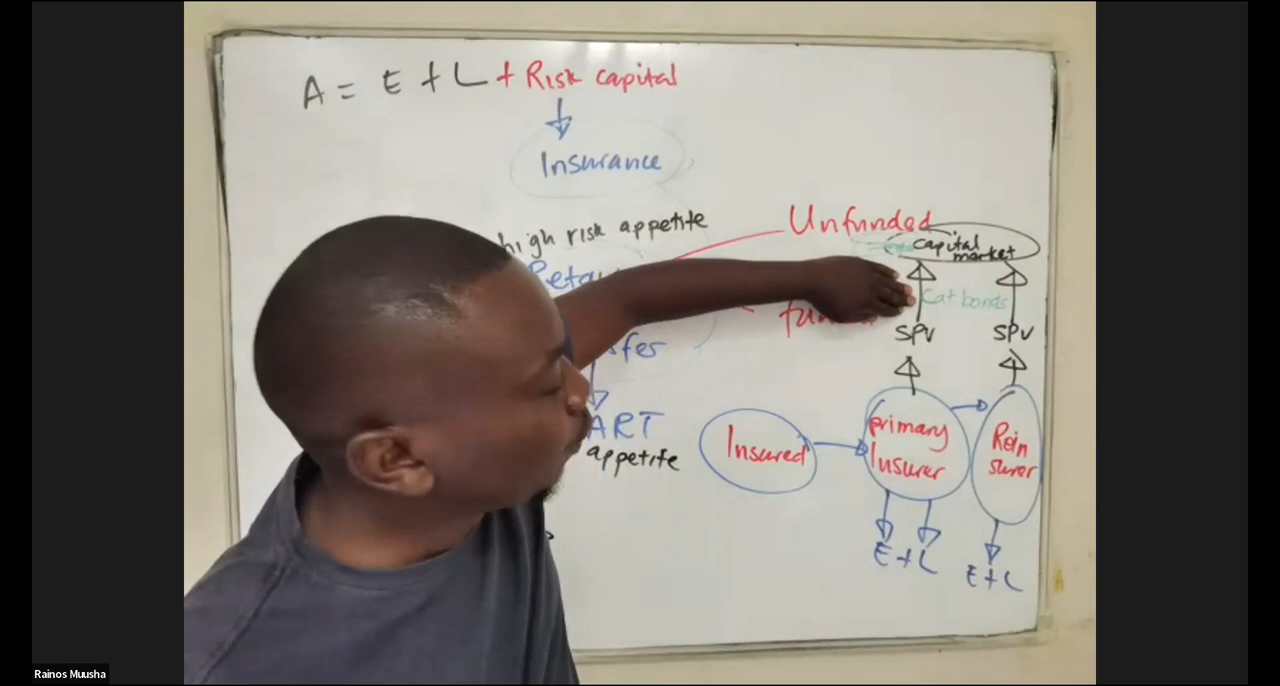 A = E + L + Risk capital
Insurance
high risk appetite
Unfunded
capital
market
Cat bonds
SPV SPV
ART
appetite
Insured
primary
Insurer
Rein
surer
E + L
E + L
Rainos Muusha